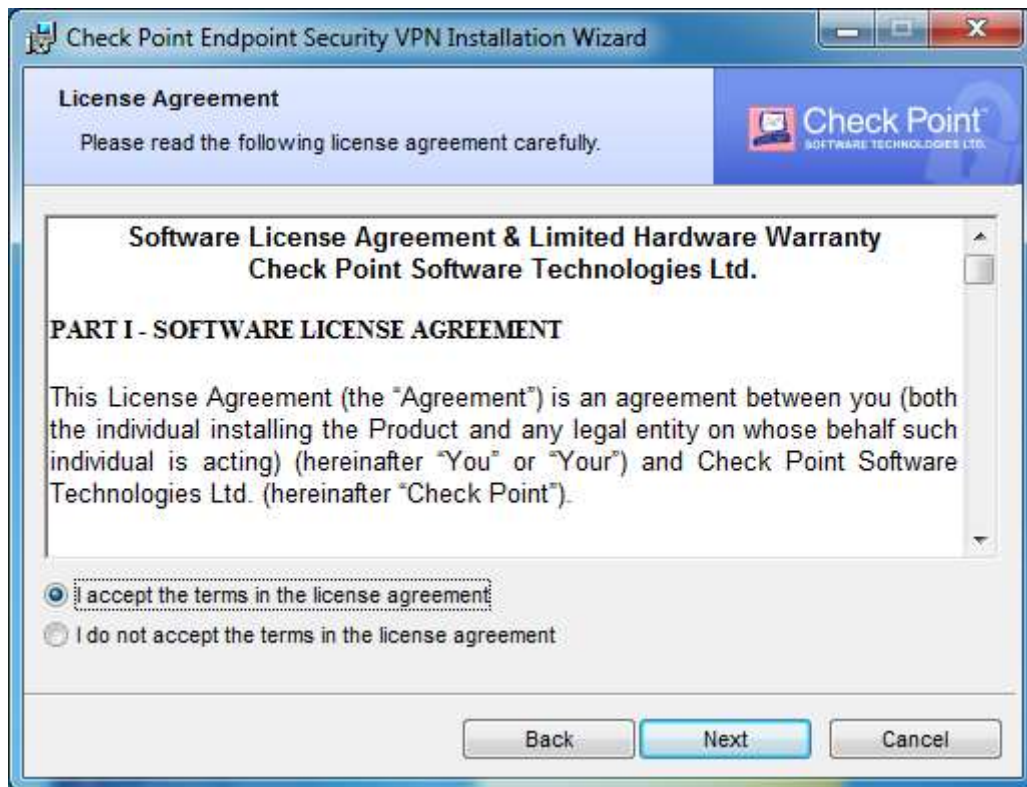 Check Point Endpoint Security VPN Installation Wizard
License Agreement
Please read the following license agreement carefully.
Check Point™
SOFTWARE TECHNOLOGIES LTD.
Software License Agreement & Limited Hardware Warranty
Check Point Software Technologies Ltd.
PART I - SOFTWARE LICENSE AGREEMENT
This License Agreement (the “Agreement”) is an agreement between you (both
the individual installing the Product and any legal entity on whose behalf such
individual is acting) (hereinafter “You” or “Your”) and Check Point Software
Technologies Ltd. (hereinafter “Check Point”).
I accept the terms in the license agreement
I do not accept the terms in the license agreement
Back
Next
Cancel